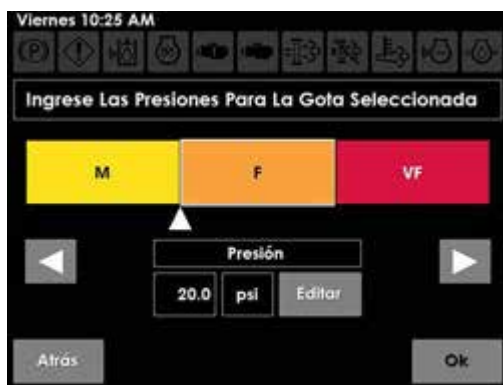 Viernes 10:25 AM
Ingrese Las Presiones Para La Gota Seleccionada
M F VF
Presión
20.0 psi Editar
Atrás Ok